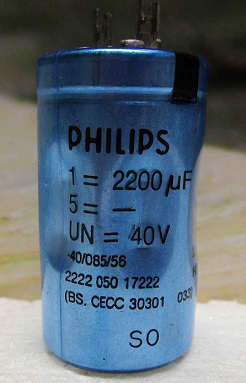 PHILIPS
1 = 2200 µF
5 = —
UN = 40V
-40/085/56
2222 050 17222
(BS. CECC 30301
SO